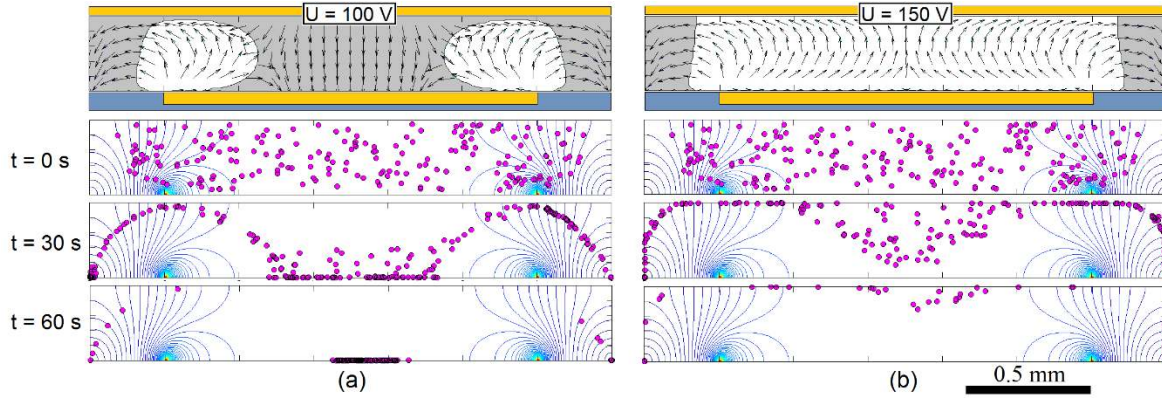 U = 100 V
U = 150 V
t = 0 s
t = 30 s
t = 60 s
(a)
(b)
0.5 mm